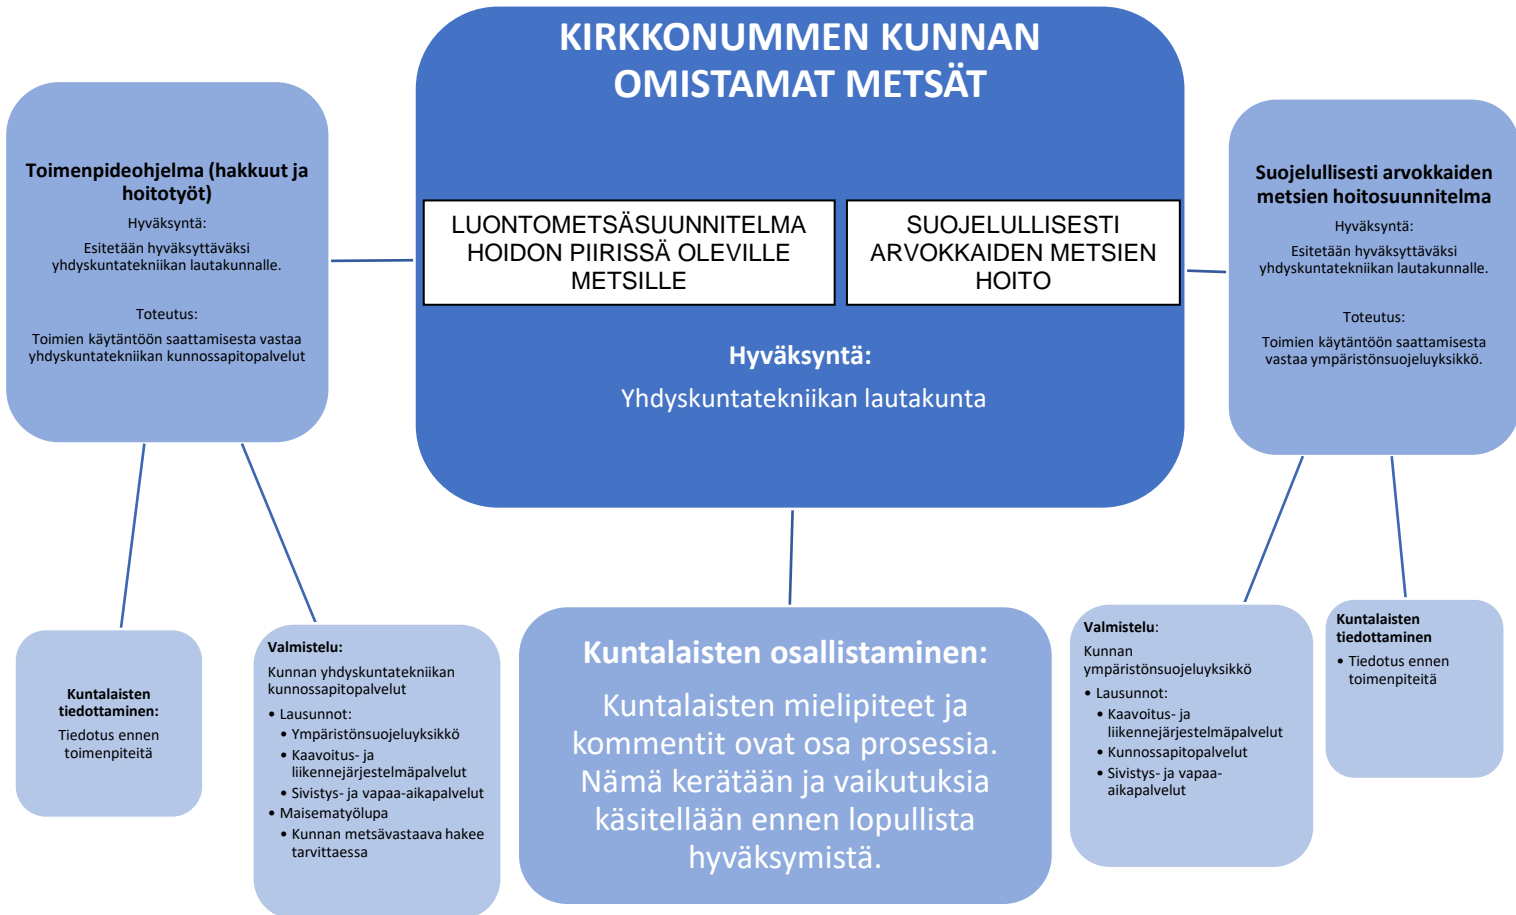 KIRKKONUMMEN KUNNAN
OMISTAMAT METSÄT
LUONTOMETSÄSUUNNITELMA
HOIDON PIIRISSÄ OLEVILLE
METSILLE
SUOJELULLISESTI
ARVOKKAIDEN METSIEN
HOITO
Hyväksyntä:
Yhdyskuntatekniikan lautakunta
Toimenpideohjelma (hakkuut ja
hoitotyöt)
Hyväksyntä:
Esitetään hyväksyttäväksi
yhdyskuntatekniikan lautakunnalle.
Toteutus:
Toimien käytäntöön saattamisesta vastaa
yhdyskuntatekniikan kunnossapitopalvelut
Suojelullisesti arvokkaiden
metsien hoitosuunnitelma
Hyväksyntä:
Esitetään hyväksyttäväksi
yhdyskuntatekniikan lautakunnalle.
Toteutus:
Toimien käytäntöön saattamisesta
vastaa ympäristönsuojeluyksikkö.
Kuntalaisten
tiedottaminen:
Tiedotus ennen
toimenpiteitä
Valmistelu:
Kunnan yhdyskuntatekniikan
kunnossapitopalvelut
• Lausunnot:
• Ympäristönsuojeluyksikkö
• Kaavoitus- ja
liikennejärjestelmäpalvelut
• Sivistys- ja vapaa-aikapalvelut
• Maisematyölupa
• Kunnan metsävastaava hakee
tarvittaessa
Kuntalaisten osallistaminen:
Kuntalaisten mielipiteet ja
kommentit ovat osa prosessia.
Nämä kerätään ja vaikutuksia
käsitellään ennen lopullista
hyväksymistä.
Valmistelu:
Kunnan
ympäristönsuojeluyksikkö
• Lausunnot:
• Kaavoitus- ja
liikennejärjestelmäpalvelut
• Kunnossapitopalvelut
• Sivistys- ja vapaa-
aikapalvelut
Kuntalaisten
tiedottaminen
• Tiedotus ennen
toimenpiteitä